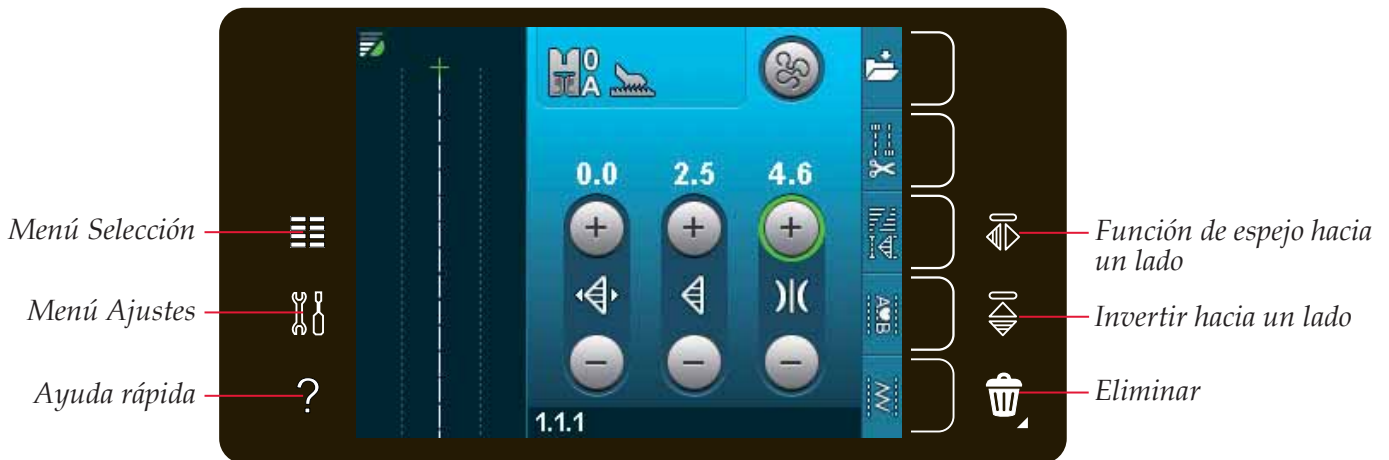 0
A
0.0 2.5 4.6
Menú Selección
Menú Ajustes
Ayuda rápida
1.1.1
A♥B
Función de espejo hacia
un lado
Invertir hacia un lado
Eliminar